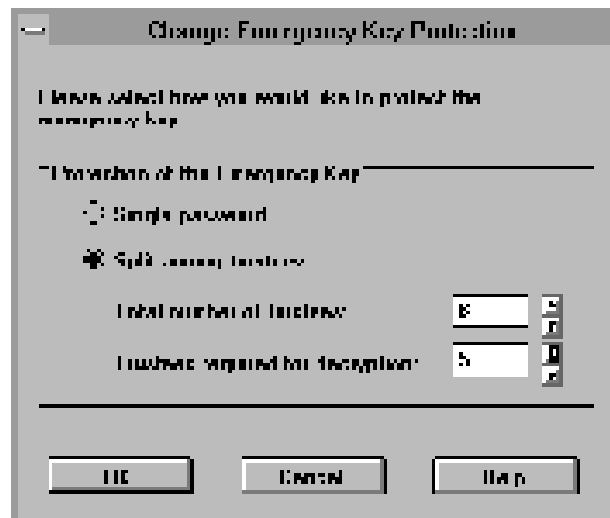 Change Emergency Key Protection
Please select how you would like to protect the
emergency key
Protection of the Emergency Key
Single password
Split among trustees
Total number of trustees:
Trustees required for decryption:
5
OK
Cancel
Help